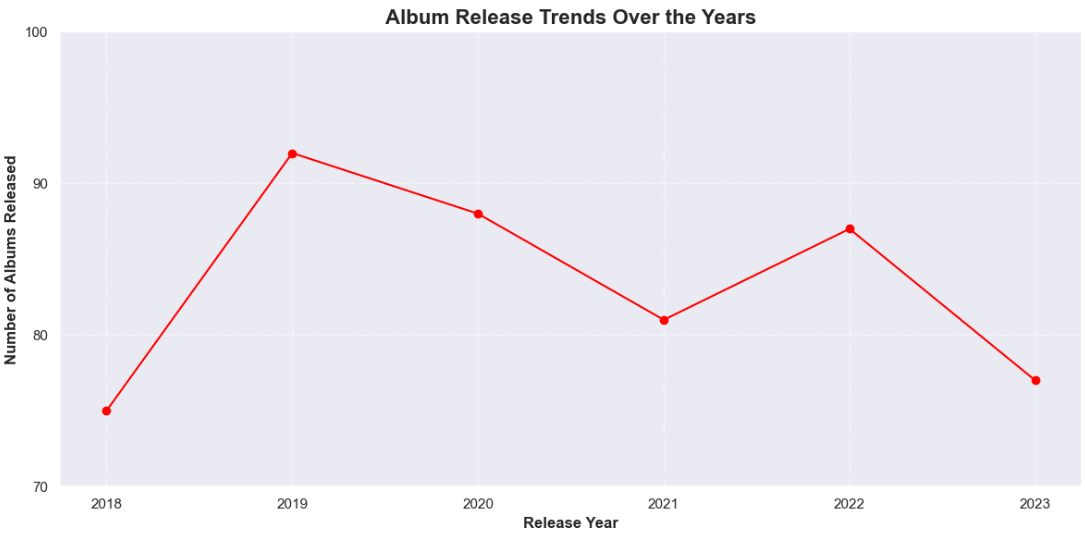 Album Release Trends Over the Years
Number of Albums Released
100
90
80
70
2018 2019 2020 2021 2022 2023
Release Year